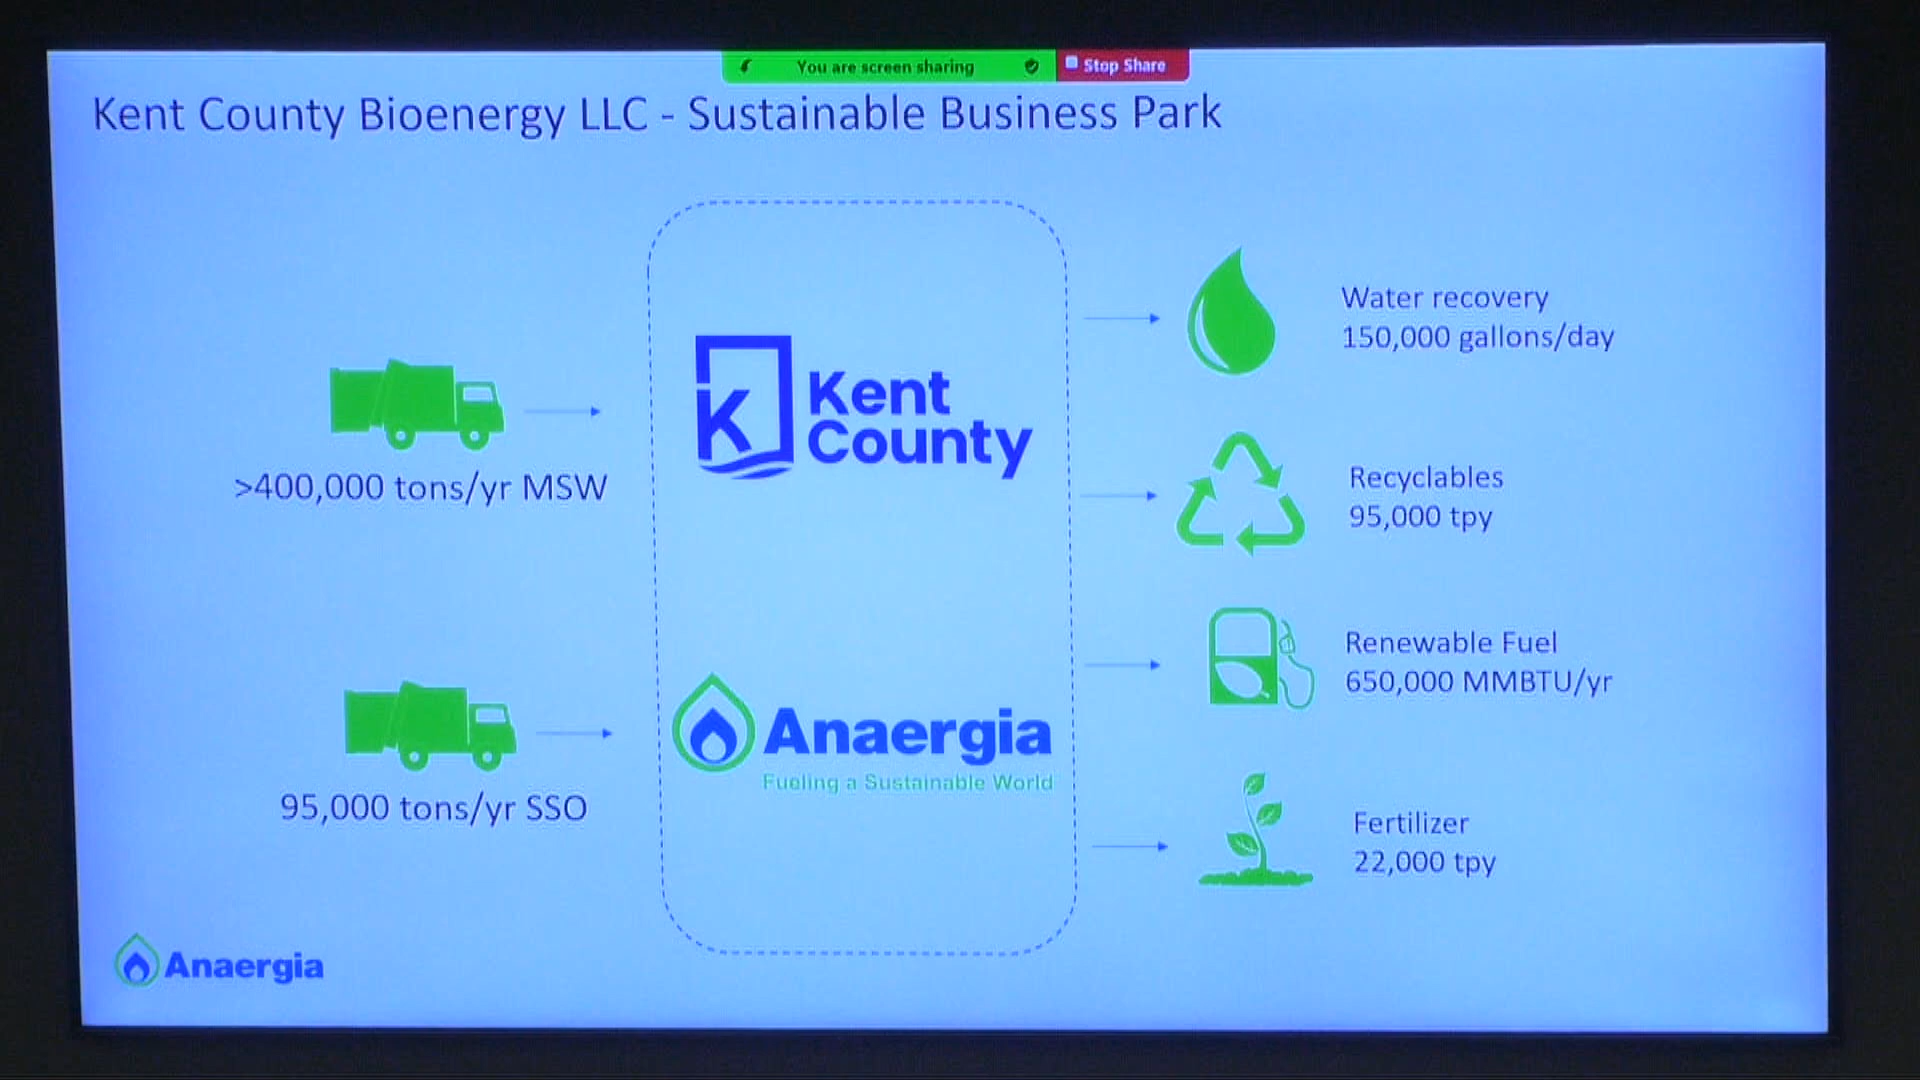 You are screen sharing
Stop Share
Kent County Bioenergy LLC - Sustainable Business Park
>400,000 tons/yr MSW
95,000 tons/yr SSO
K
Kent
County
Anaergia
Fueling a Sustainable World
Water recovery
150,000 gallons/day
Recyclables
95,000 tpy
Renewable Fuel
650,000 MMBTU/yr
Fertilizer
22,000 tpy
Anaergia